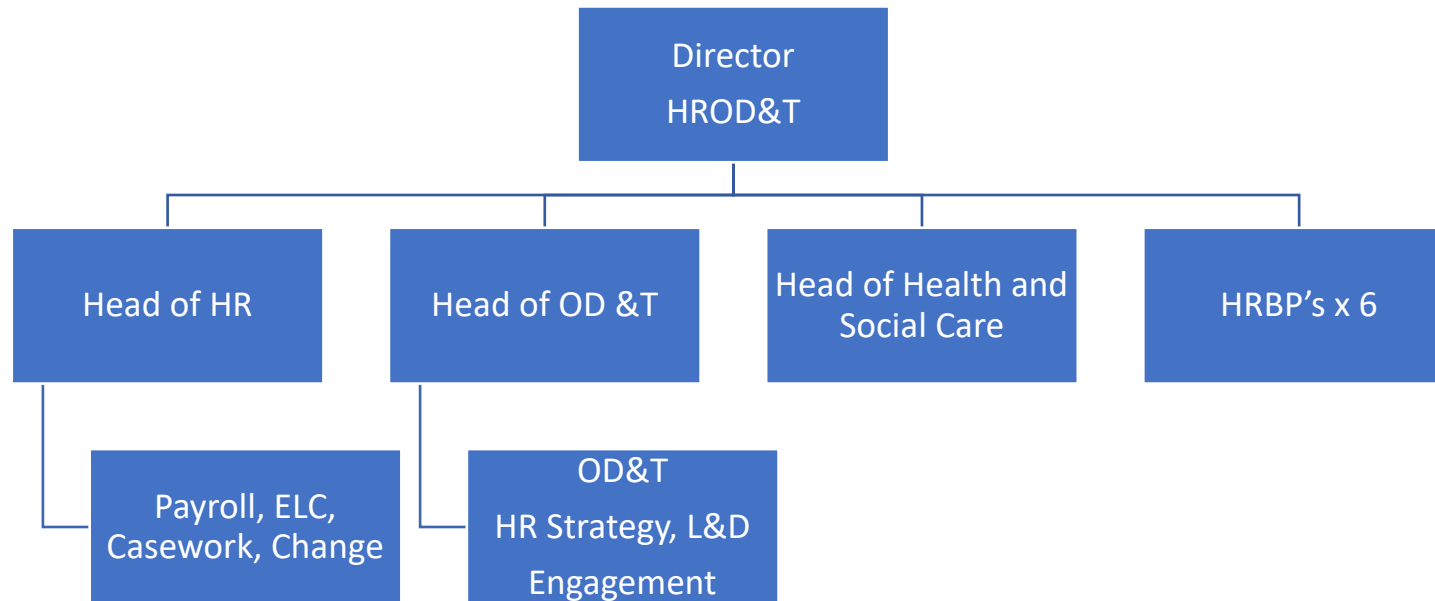 Director
HROD&T
Head of HR
Head of OD &T
Head of Health and
Social Care
HRBP’s x 6
Payroll, ELC,
Casework, Change
OD&T
HR Strategy, L&D
Engagement